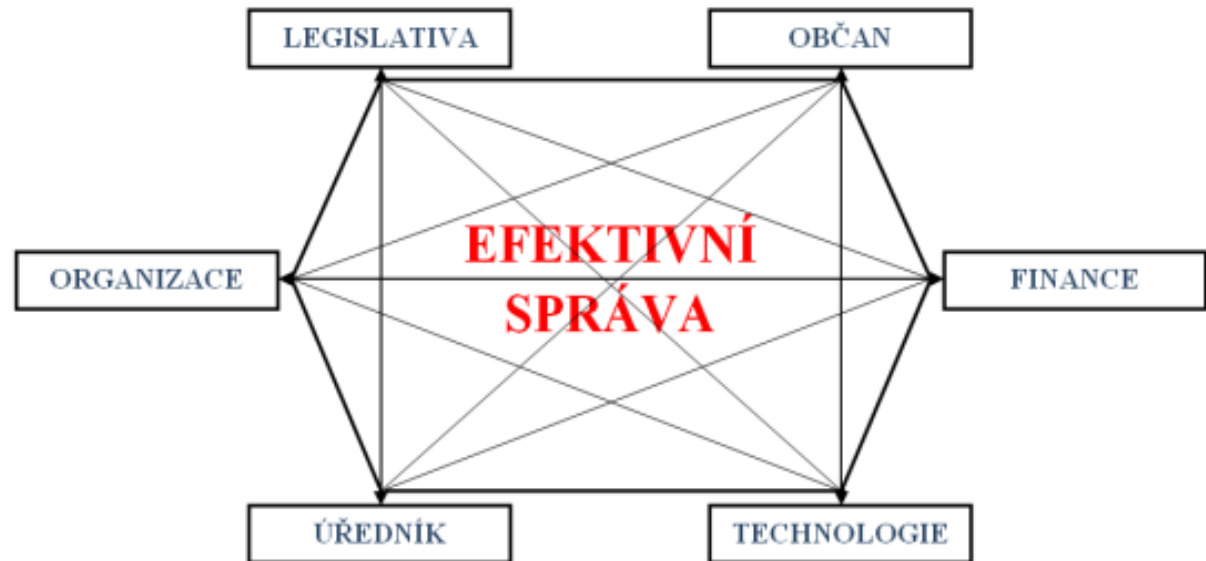 LEGISLATIVA
OBČAN
EFEKTIVNÍ
SPRÁVA
ORGANIZACE
FINANCE
ÚŘEDNÍK
TECHNOLOGIE